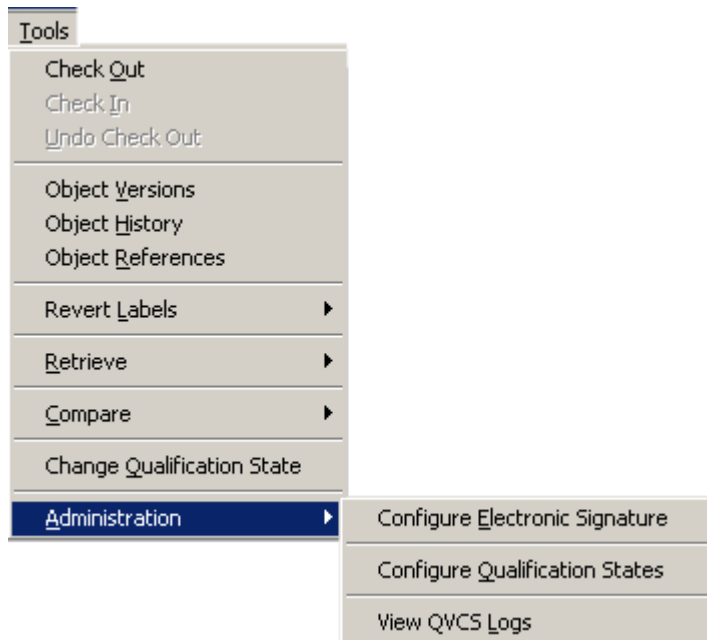 Tools
Check Out
Check In
Undo Check Out
Object Versions
Object History
Object References
Revert Labels
Retrieve
Compare
Change Qualification State
Administration
Configure Electronic Signature
Configure Qualification States
View QVCS Logs